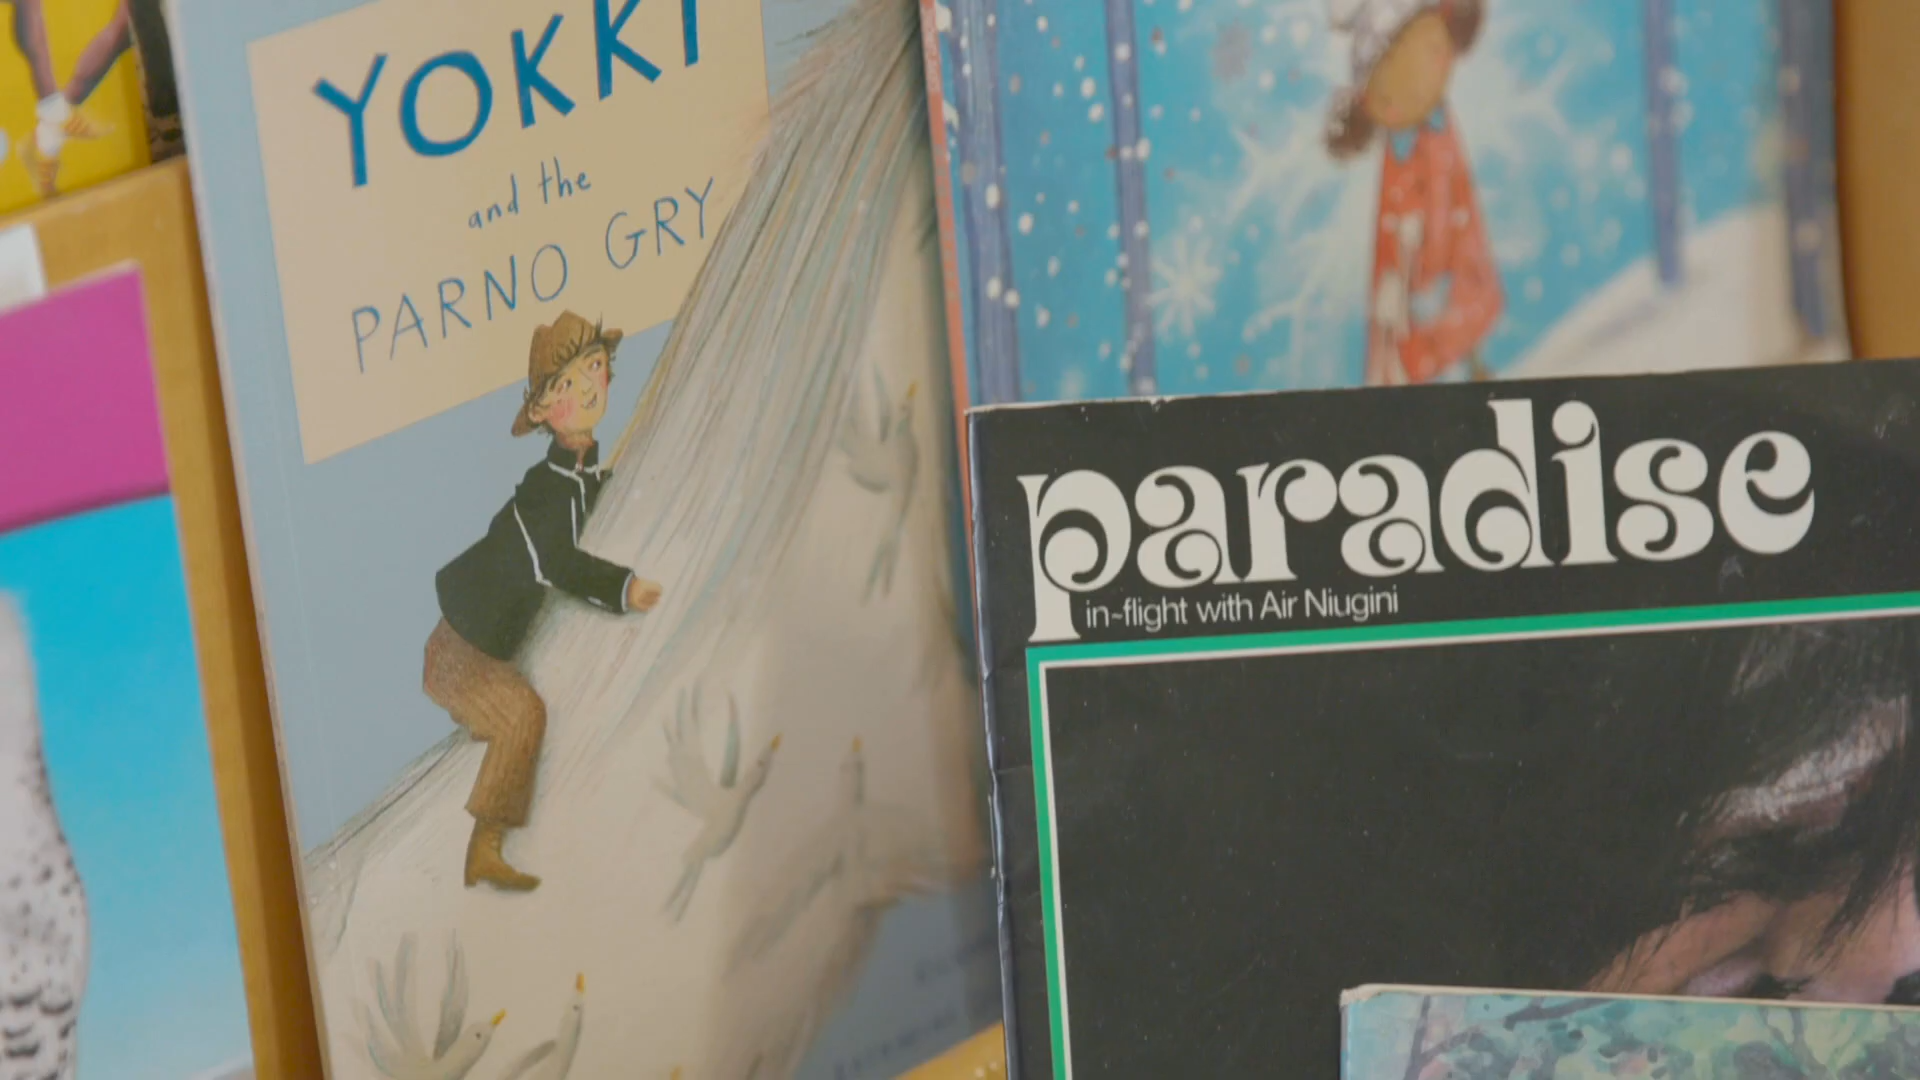 YOKKI
and the
PARNO GRY
paradise
in-flight with Air Niugini